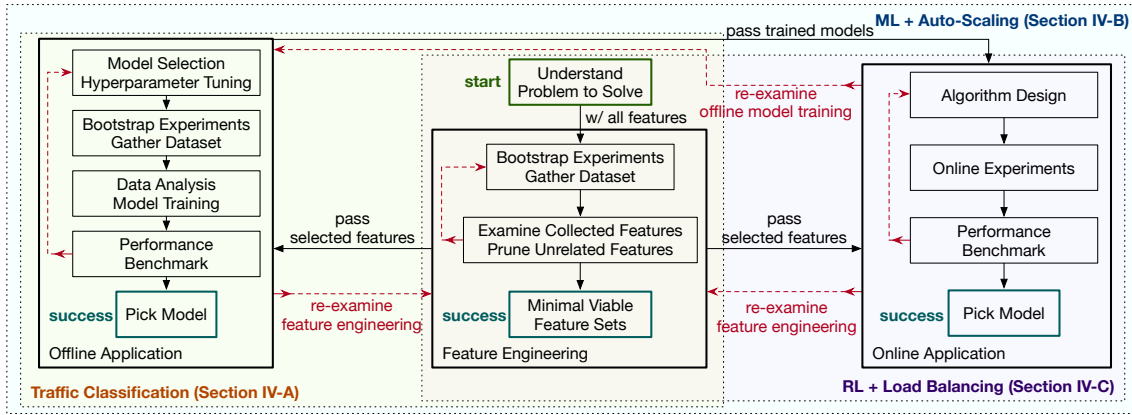 ML + Auto-Scaling (Section IV-B)
pass trained models
Model Selection
Hyperparameter Tuning
Bootstrap Experiments
Gather Dataset
Data Analysis
Model Training
Performance
Benchmark
success
Pick Model
Offline Application
Traffic Classification (Section IV-A)
pass
selected features
re-examine
feature engineering
start
Understand
Problem to Solve
w/ all features
Bootstrap Experiments
Gather Dataset
Examine Collected Features
Prune Unrelated Features
success
Minimal Viable
Feature Sets
Feature Engineering
re-examine
offline model training
pass
selected features
re-examine
feature engineering
Algorithm Design
Online Experiments
Performance
Benchmark
success
Pick Model
Online Application
RL + Load Balancing (Section IV-C)